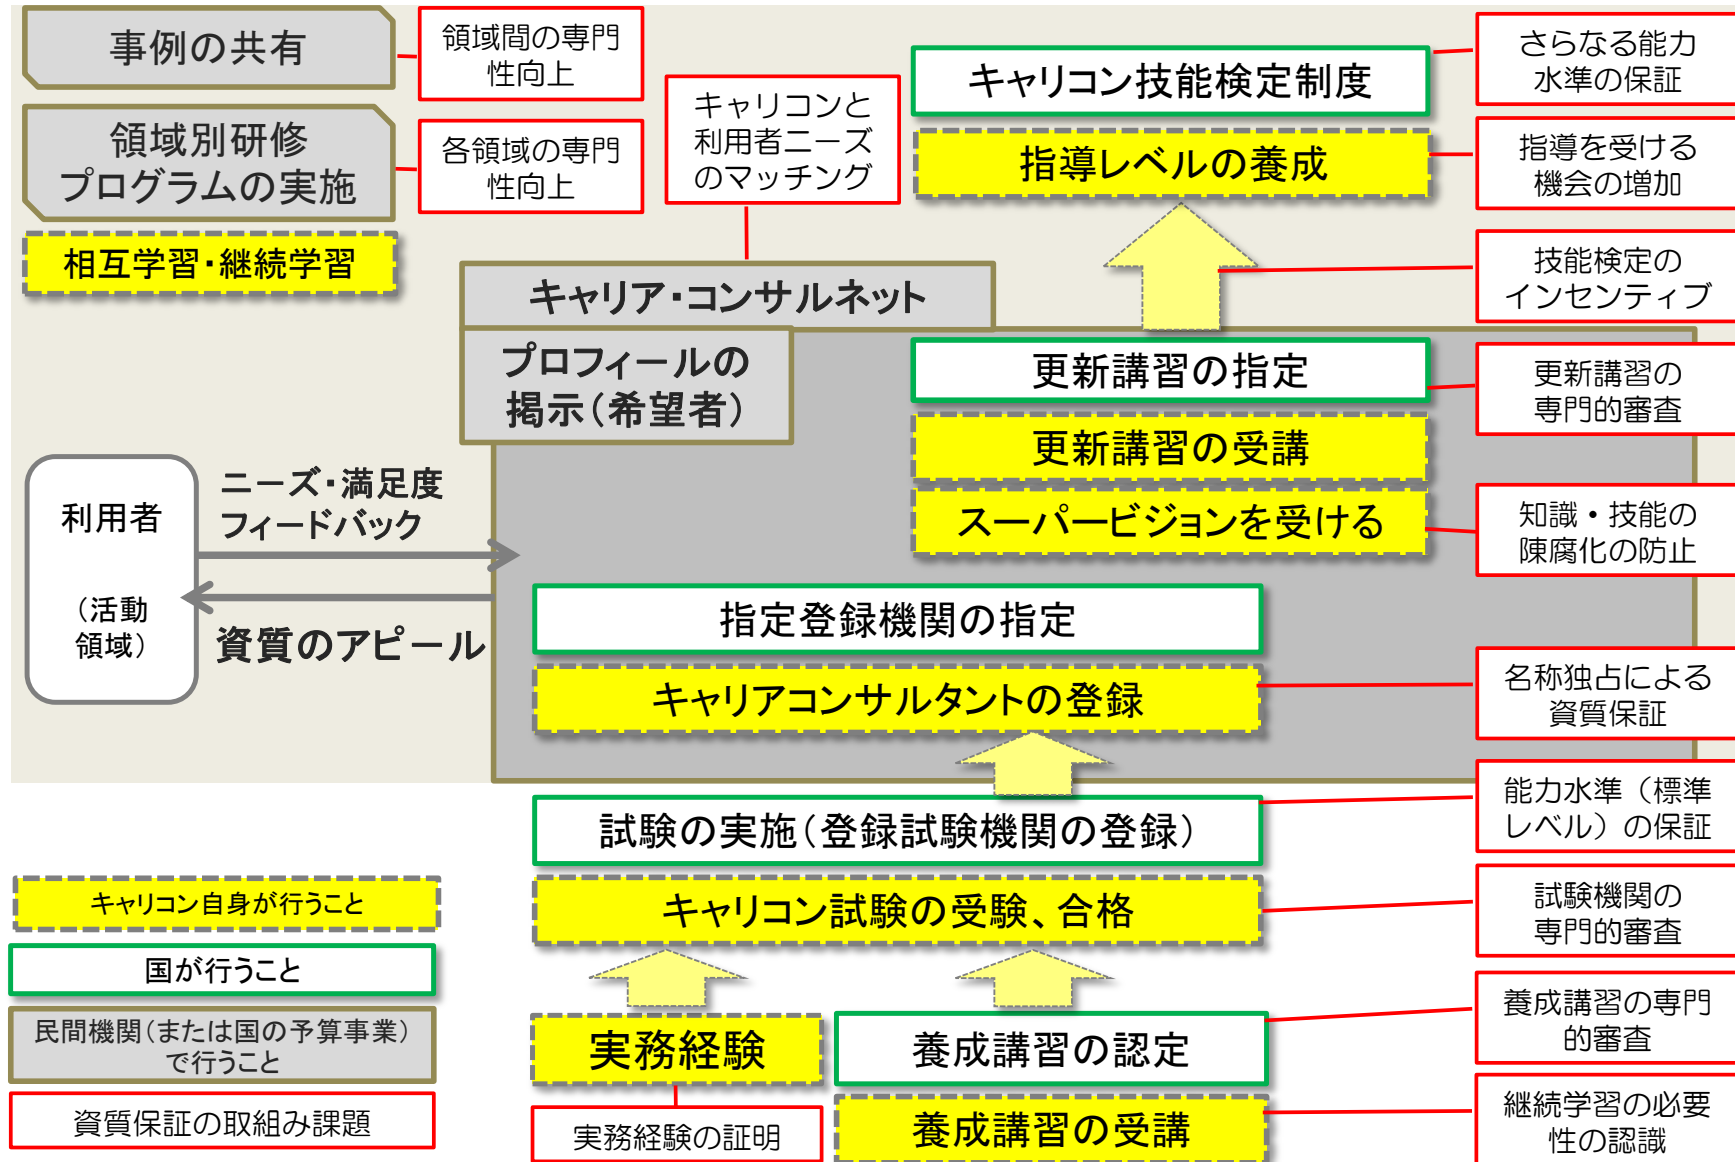 事例の共有
領域間の専門
性向上
領域別研修
プログラムの実施
各領域の専門
性向上
相互学習・継続学習
キャリコンと
利用者ニーズ
のマッチング
キャリコン技能検定制度
さらなる能力
水準の保証
指導レベルの養成
指導を受ける
機会の増加
技能検定の
インセンティブ
キャリア・コンサルネット
プロフィールの
掲示（希望者）
更新講習の指定
更新講習の
専門的審査
更新講習の受講
スーパービジョンを受ける
知識・技能の
陳腐化の防止
利用者
（活動
領域）
ニーズ・満足度
フィードバック
資質のアピール
指定登録機関の指定
キャリアコンサルタントの登録
名称独占による
資質保証
試験の実施（登録試験機関の登録）
能力水準（標準
レベル）の保証
キャリコン試験の受験、合格
試験機関の
専門的審査
実務経験
実務経験の証明
養成講習の認定
養成講習の専門
的審査
養成講習の受講
継続学習の必要
性の認識
キャリコン自身が行うこと
国が行うこと
民間機関（または国の予算事業）
で行うこと
資質保証の取組み課題